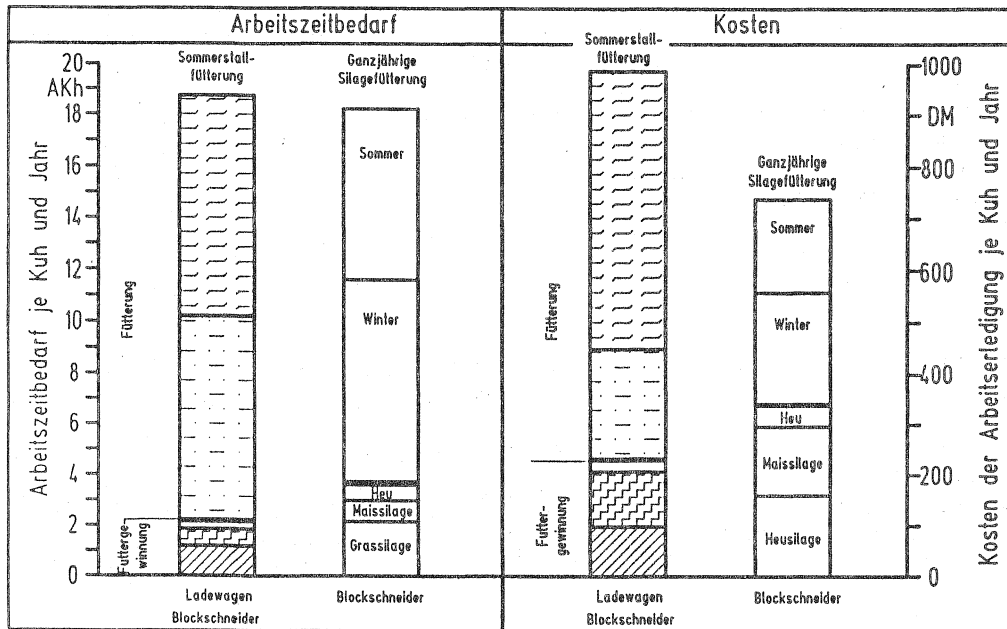 Arbeitszeitbedarf
Kosten
Arbeitszeitbedarf je Kuh und Jahr
20
AKh
18
16
14
12
10
8
6
4
2
0
Fütterung
Futterge-
winnung
Sommerstall-
fütterung
Ganzjährige
Silagefütterung
Sommer
Winter
Heu
Maissilage
Grassilage
Ladewagen
Blockschneider
Blockschneider
Sommerstall-
fütterung
Fütterung
Futter-
gewinnung
Ganzjährige
Silagefütterung
Sommer
Winter
Heu
Maissilage
Heusilage
Ladewagen
Blockschneider
Blockschneider
1000
DM
800
600
400
200
0
Kosten der Arbeitserledigung je Kuh und Jahr